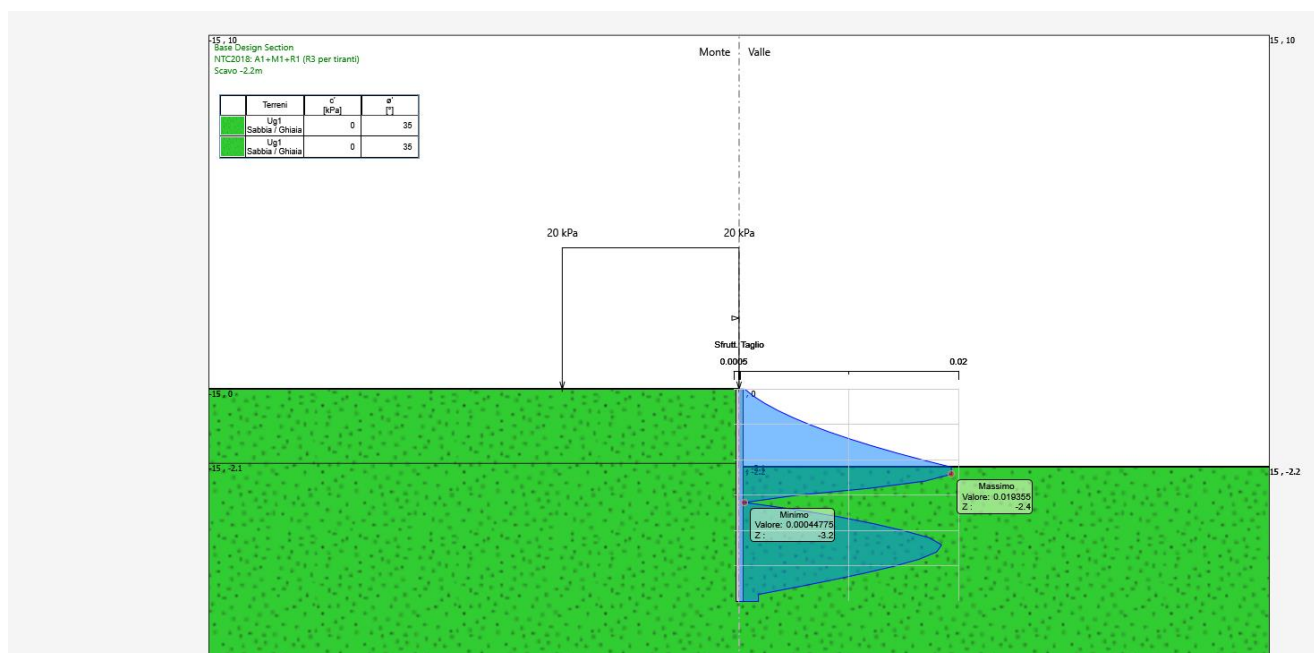 -15 , 10
15 , 10
Base Design Section
NTC2018: A1+M1+R1 (R3 per tiranti)
Scavo -2.2m
Monte
Valle
Terreni c' [kPa] ø' [°]
Ug1 Sabbia / Ghiaia 0 35
Ug1 Sabbia / Ghiaia 0 35
20 kPa
20 kPa
Sfrutt. Taglio
0.0005
0.02
-15 , 0
, 0
-15 , -2.1
15 , -2.2
Massimo
Valore: 0.019355
Z : -2.4
Minimo
Valore: 0.00044775
Z : -3.2